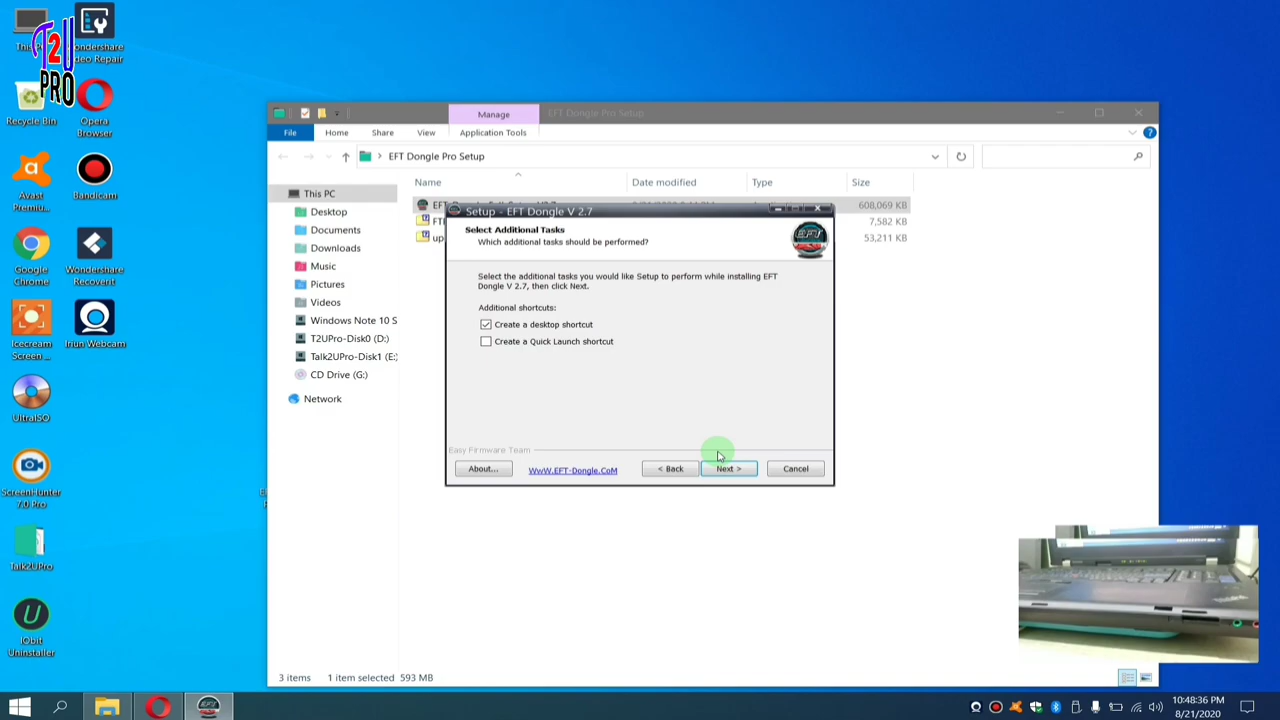 T2U
PRO
Recycle Bin
Opera
Browser
Avast
Premiu...
Bandicam
Google
Chrome
Wondershare
Recoverit
Icecream
Screen ...
Iriun Webcam
UltraISO
ScreenHunter
7.0 Pro
Talk2UPro
IObit
Uninstaller
Manage
EFT Dongle Pro Setup
File
Home
Share
View
Application Tools
EFT Dongle Pro Setup
Name
Date modified
Type
Size
This PC
Desktop
Documents
Downloads
Music
Pictures
Videos
Windows Note 10 S
T2UPro-Disk0 (D:)
Talk2UPro-Disk1 (E:)
CD Drive (G:)
Network
608,069 KB
7,582 KB
53,211 KB
Setup - EFT Dongle V 2.7
Select Additional Tasks
Which additional tasks should be performed?
EFT
Select the additional tasks you would like Setup to perform while installing EFT
Dongle V 2.7, then click Next.
Additional shortcuts:
Create a desktop shortcut
Create a Quick Launch shortcut
Easy Firmware Team
About...
WwW.EFT-Dongle.CoM
< Back
Next >
Cancel
3 items
1 item selected
593 MB
10:48:36 PM
8/21/2020